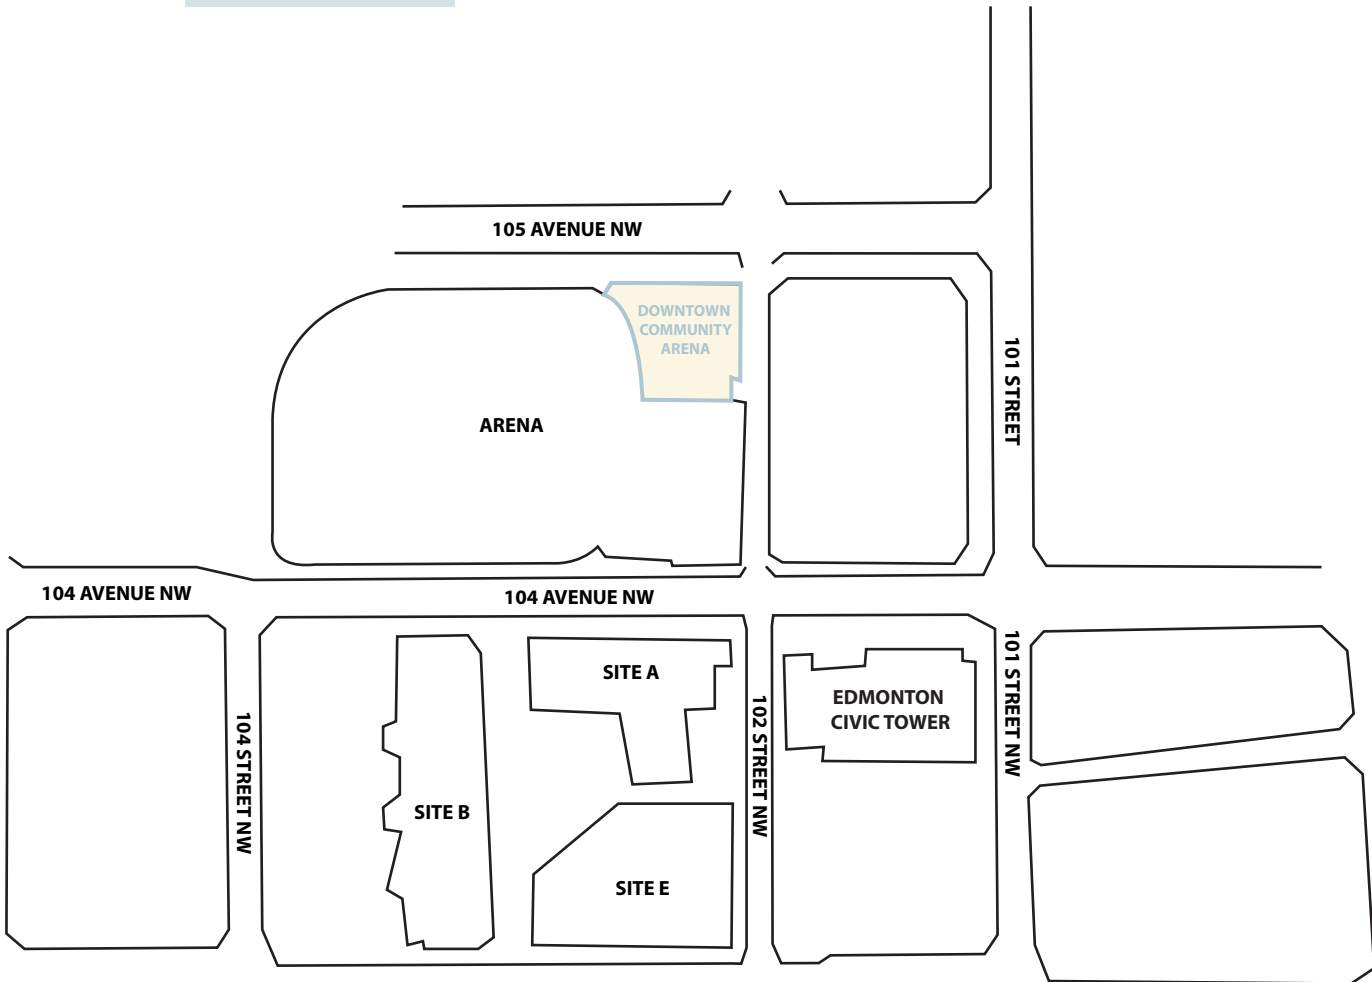 105 AVENUE NW
DOWNTOWN
COMMUNITY
ARENA
101 STREET
ARENA
104 AVENUE NW
104 AVENUE NW
SITE A
101 STREET NW
EDMONTON
CIVIC TOWER
102 STREET NW
104 STREET NW
SITE B
SITE E